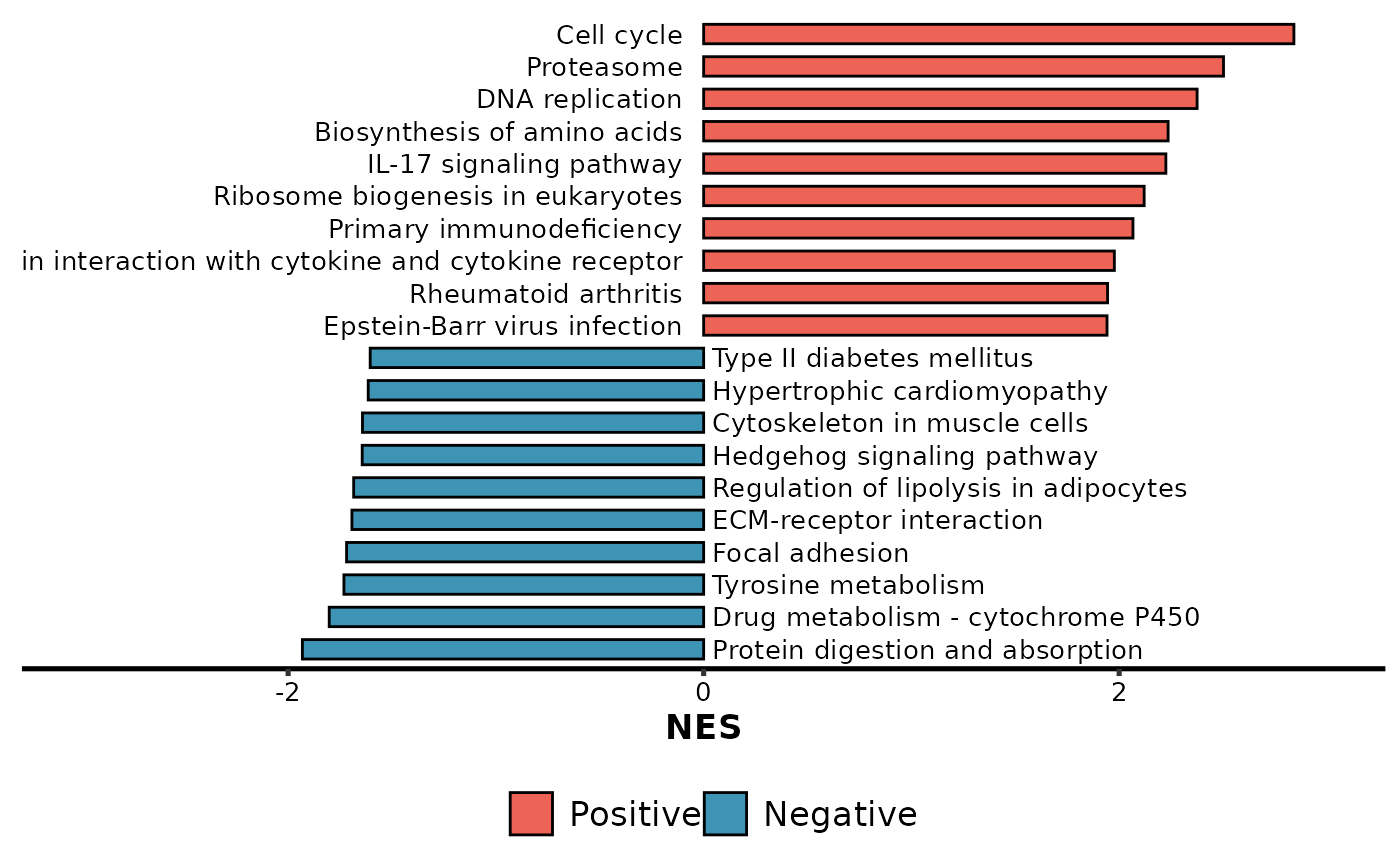 Cell cycle
Proteasome
DNA replication
Biosynthesis of amino acids
IL-17 signaling pathway
Ribosome biogenesis in eukaryotes
Primary immunodeficiency
in interaction with cytokine and cytokine receptor
Rheumatoid arthritis
Epstein-Barr virus infection
Type II diabetes mellitus
Hypertrophic cardiomyopathy
Cytoskeleton in muscle cells
Hedgehog signaling pathway
Regulation of lipolysis in adipocytes
ECM-receptor interaction
Focal adhesion
Tyrosine metabolism
Drug metabolism - cytochrome P450
Protein digestion and absorption
-2 0 2
NES
Positive Negative